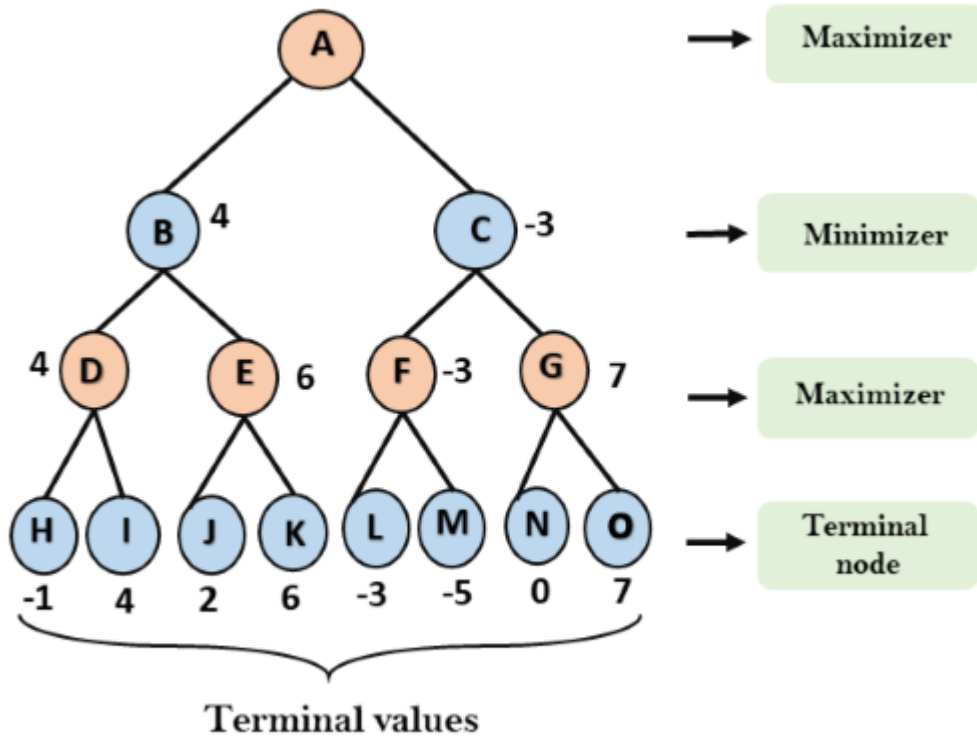 A
Maximizer
B
4
C
-3
Minimizer
4
D
E
6
F
-3
G
7
Maximizer
H
I
J
K
L
M
N
O
Terminal
node
-1
4
2
6
-3
-5
0
7
Terminal values